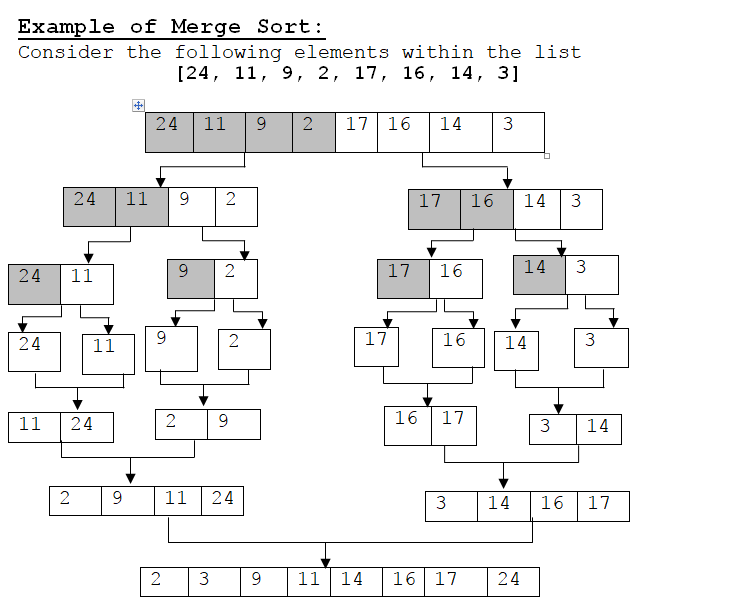 Example of Merge Sort:
Consider the following elements within the list
[24, 11, 9, 2, 17, 16, 14, 3]
24 11 9 2 17 16 14 3
24 11 9 2 17 16 14 3
24 11 9 2 17 16 14 3
24 11 9 2 17 16 14 3
11 24 2 9 16 17 3 14
2 9 11 24 3 14 16 17
2 3 9 11 14 16 17 24